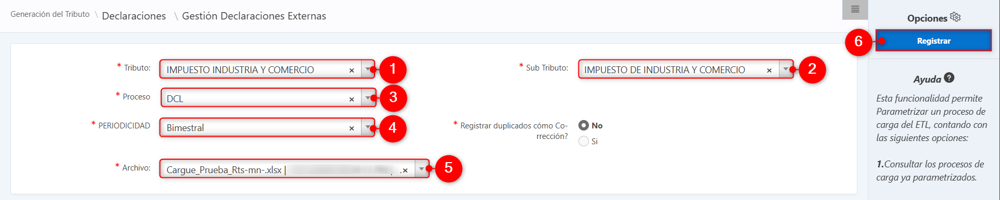 Generación del Tributo \ Declaraciones \ Gestión Declaraciones Externas
Opciones
6
Registrar
* Tributo: IMPUESTO INDUSTRIA Y COMERCIO × 1
* Sub Tributo: IMPUESTO DE INDUSTRIA Y COMERCIO × 2
* Proceso DCL × 3
* PERIODICIDAD Bimestral × 4
* Registrar duplicados cómo Co-
rrección?
No
Si
* Archivo: Cargue_Prueba_Rts-mn-.xlsx | . × 5
Ayuda ?
Esta funcionalidad permite
Parametrizar un proceso de
carga del ETL, contando con
las siguientes opciones:
1.Consultar los procesos de
carga ya parametrizados.